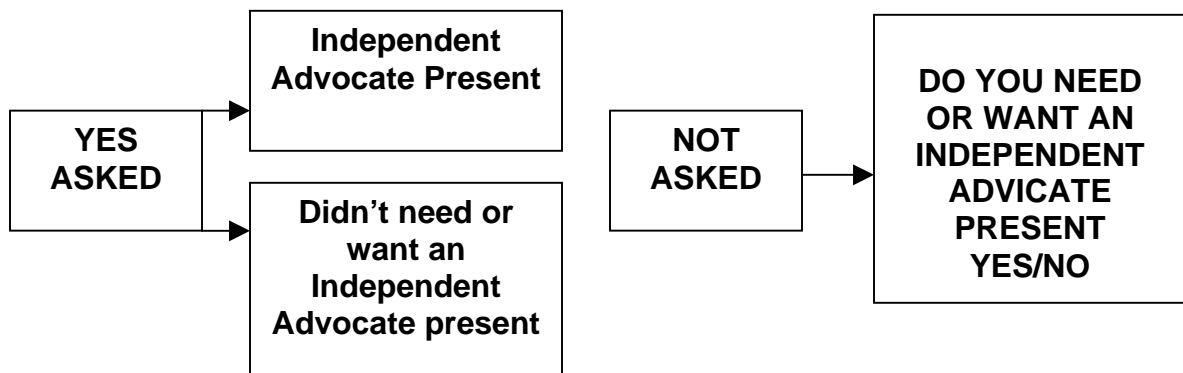 YES
ASKED
Independent
Advocate Present
Didn’t need or
want an
Independent
Advocate present
NOT
ASKED
DO YOU NEED
OR WANT AN
INDEPENDENT
ADVICATE
PRESENT
YES/NO